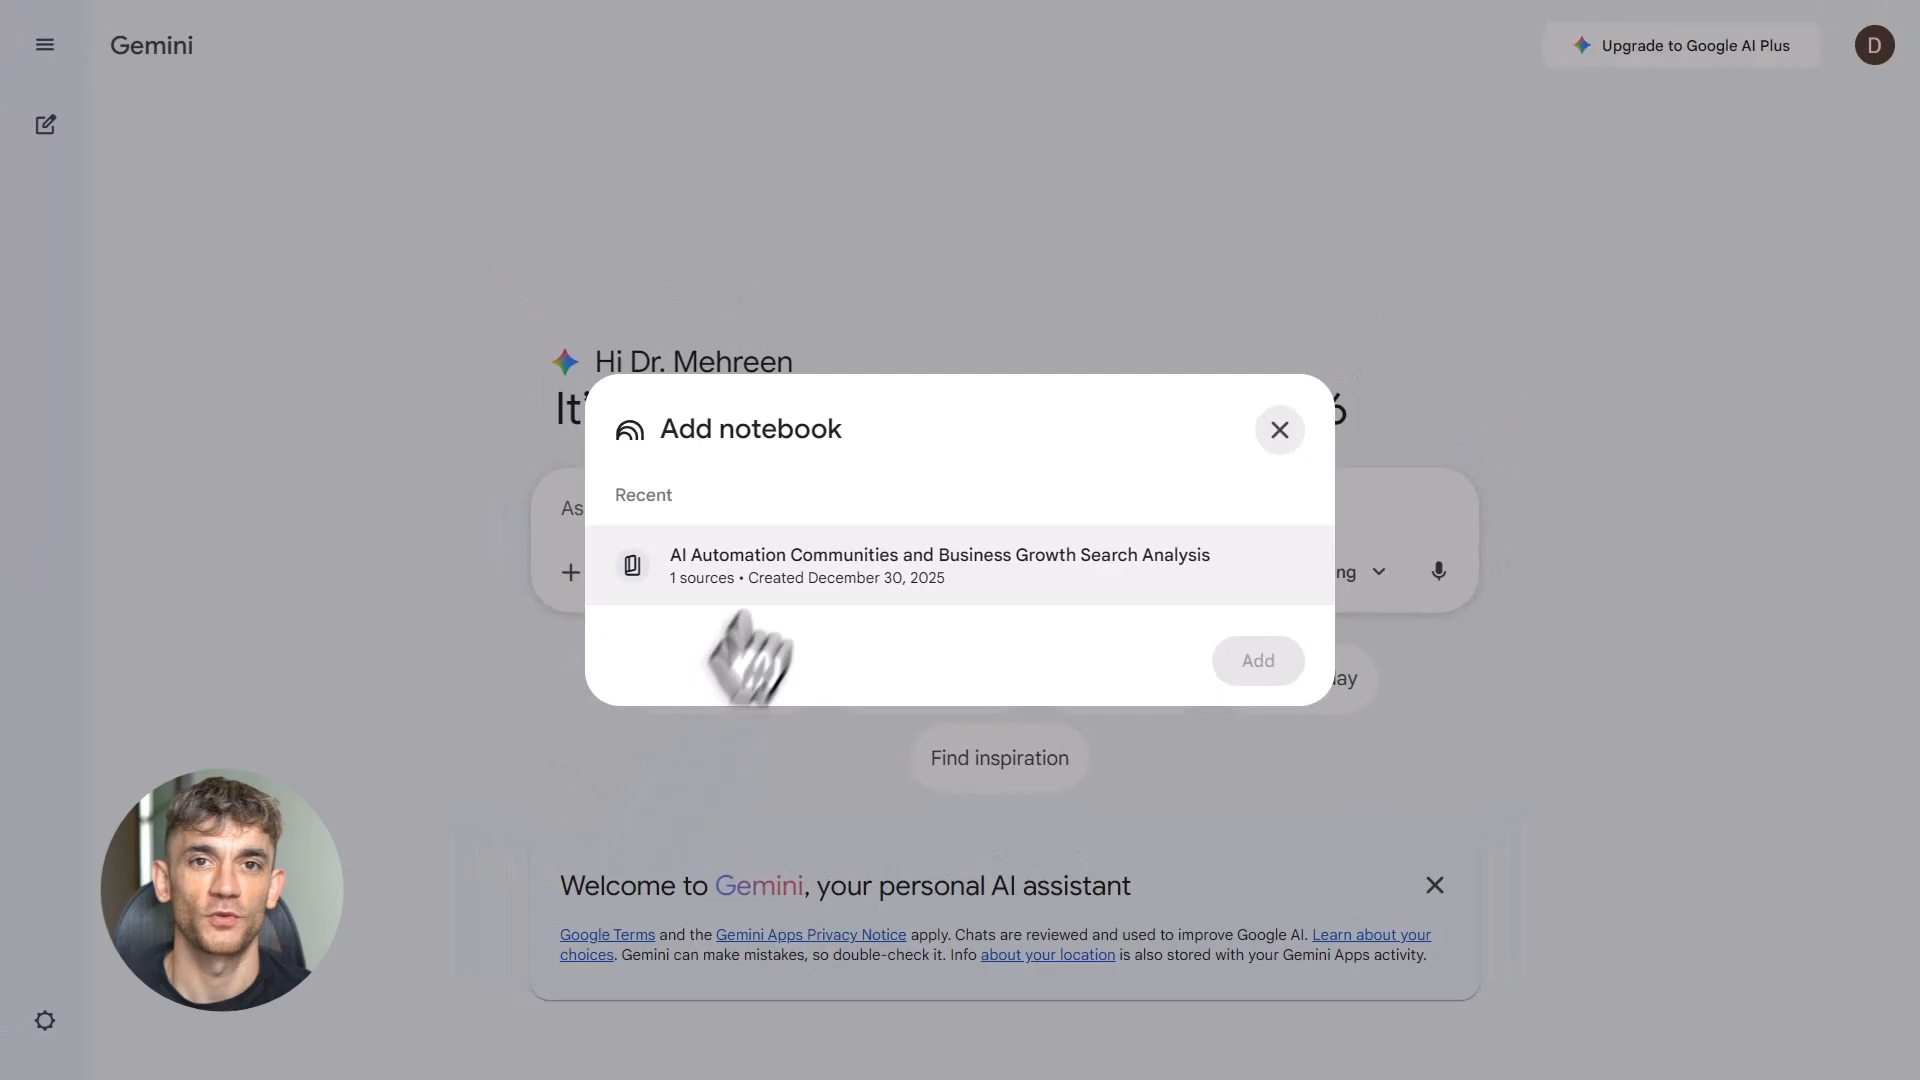 Gemini
Upgrade to Google AI Plus
D
Hi Dr. Mehreen
Add notebook
As
Recent
AI Automation Communities and Business Growth Search Analysis
1 sources • Created December 30, 2025
ng
Add
ay
Find inspiration
Welcome to Gemini, your personal AI assistant
Google Terms and the Gemini Apps Privacy Notice apply. Chats are reviewed and used to improve Google AI. Learn about your
choices. Gemini can make mistakes, so double-check it. Info about your location is also stored with your Gemini Apps activity.